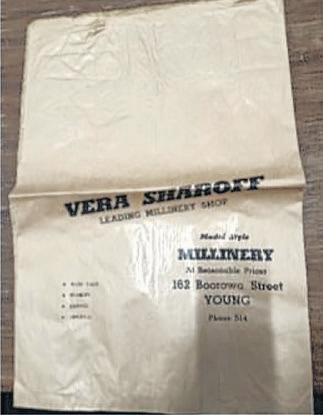 VERA SHAROFF
LEADING MILLINERY SHOP
Model Style
MILLINERY
At Reasonable Prices
162 Boorowa Street
YOUNG
Phone 514